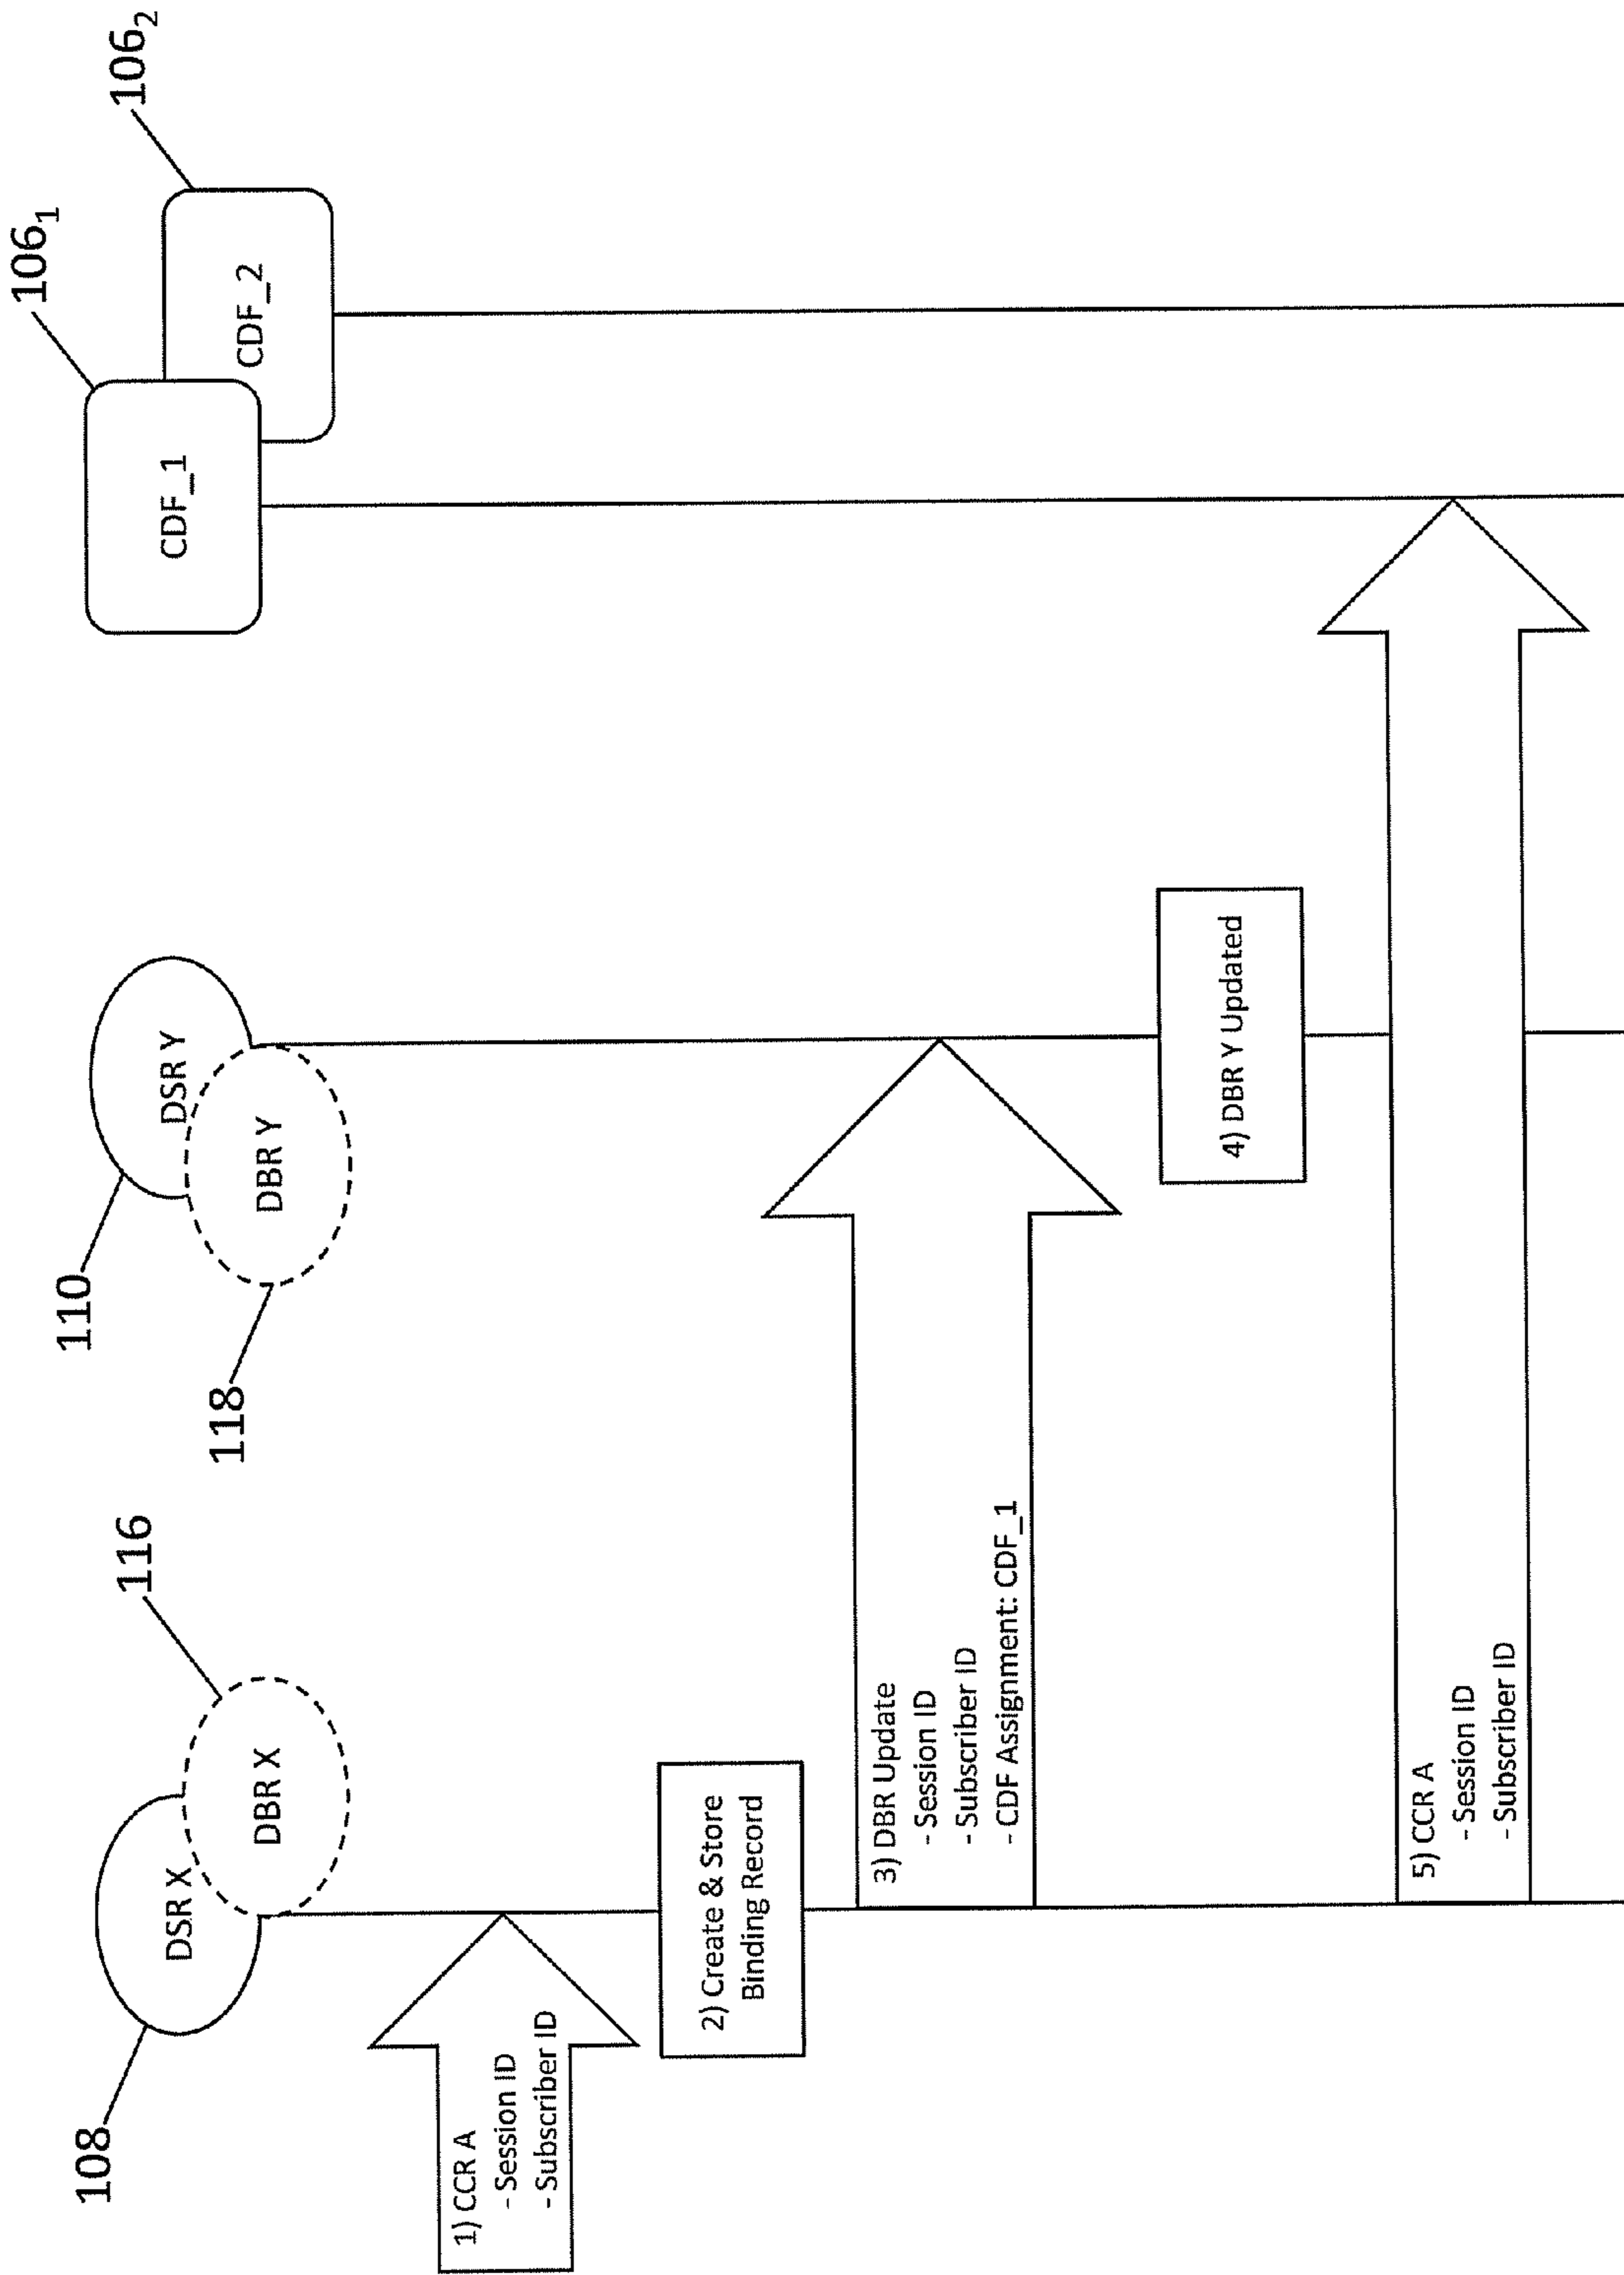 108
DSR X
DBR X
116
110
DSR Y
DBR Y
118
106₁
CDF_1
106₂
CDF_2
1) CCR A
- Session ID
- Subscriber ID
2) Create & Store
Binding Record
3) DBR Update
- Session ID
- Subscriber ID
- CDF Assignment: CDF_1
4) DBR Y Updated
5) CCR A
- Session ID
- Subscriber ID